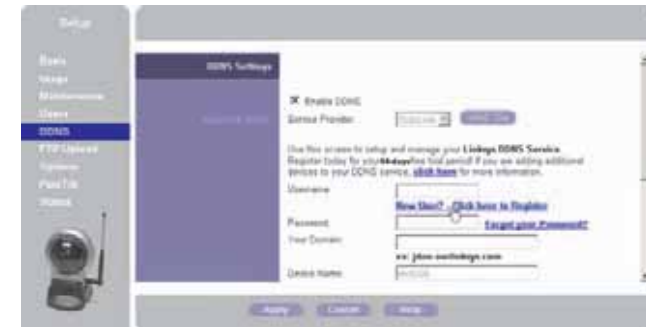 Setup
Basic
Image
Maintenance
Users
DDNS
FTP Upload
Options
Pan/Tilt
Status
DDNS Settings
Enable DDNS
Service Provider
Use this screen to setup and manage your Linksys DDNS Service.
Register today for your free trial period! If you are adding additional
devices to your DDNS service, click here for more information.
Username
New User? - Click here to Register
Password
Forgot your Password?
Your Domain
ex:
Device Name
Apply
Cancel
Help